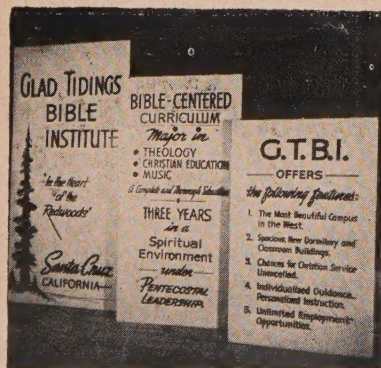 GLAD TIDINGS
BIBLE
INSTITUTE
"In the Heart
of the
Redwoods"
Santa Cruz
CALIFORNIA
BIBLE-CENTERED
CURRICULUM
Major in
• THEOLOGY
• CHRISTIAN EDUCATION
• MUSIC
A Complete and Thorough Education
THREE YEARS
in a
Spiritual
Environment
under
PENTECOSTAL
LEADERSHIP
G.T.B.I.
OFFERS
the following features:
1. The Most Beautiful Campus
in the West.
2. Spacious New Dormitory and
Classroom Buildings.
3. Chances for Christian Service
Unexcelled.
4. Individualized Guidance
Personalized Instruction.
5. Unlimited Employment
Opportunities.